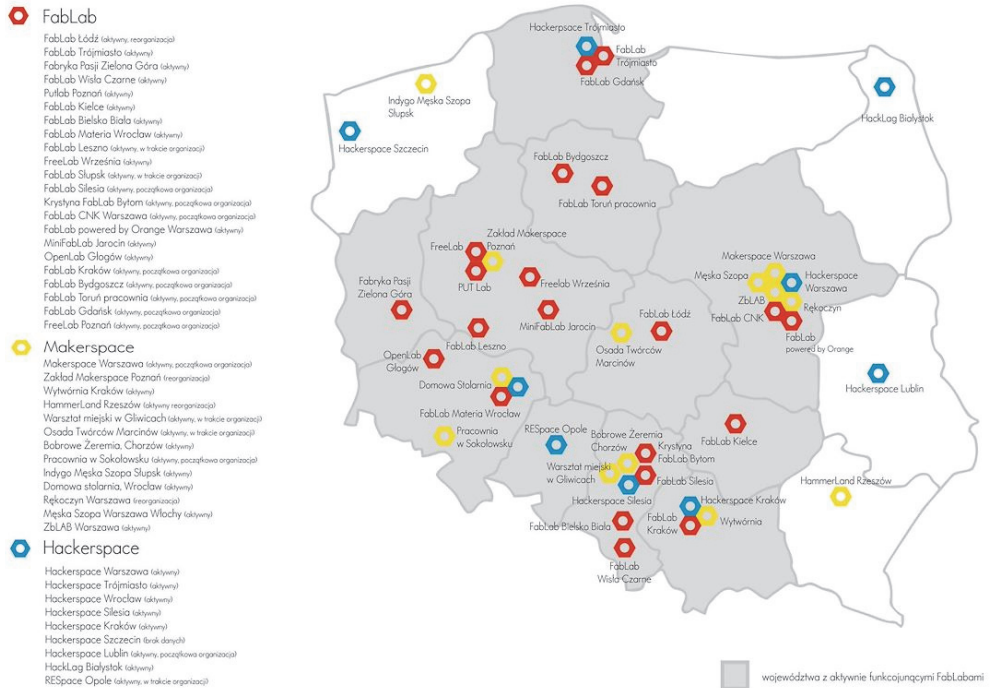 FabLab
FabLab Łódź (aktywny, reorganizacja)
FabLab Trójmiasto (aktywny)
Fabryka Pasji Zielona Góra (aktywny)
FabLab Wisła Czarne (aktywny)
Putlab Poznań (aktywny)
FabLab Kielce (aktywny)
FabLab Bielsko Biała (aktywny)
FabLab Materia Wrocław (aktywny)
FabLab Leszno (aktywny, w trakcie organizacji)
FreeLab Września (aktywny)
FabLab Słupsk (aktywny, w trakcie organizacji)
FabLab Silesia (aktywny, początkowa organizacja)
Krystyna FabLab Bytom (aktywny, początkowa organizacja)
FabLab CNK Warszawa (aktywny, początkowa organizacja)
FabLab powered by Orange Warszawa (aktywny)
MiniFabLab Jarocin (aktywny)
OpenLab Głogów (aktywny)
FabLab Kraków (aktywny, początkowa organizacja)
FabLab Bydgoszcz (aktywny, początkowa organizacja)
FabLab Toruń pracownia (aktywny, początkowa organizacja)
FabLab Gdańsk (aktywny, początkowa organizacja)
FreeLab Poznań (aktywny, początkowa organizacja)
Makerspace
Makerspace Warszawa (aktywny, początkowa organizacja)
Zakład Makerspace Poznań (reorganizacja)
Wytwórnia Kraków (aktywny)
HammerLand Rzeszów (aktywny reorganizacja)
Warsztat miejski w Gliwicach (aktywny, w trakcie organizacji)
Osada Twórców Marcinów (aktywny, w trakcie organizacji)
Bobrowe Żeremia, Chorzów (aktywny)
Pracownia w Sokołowsku (aktywny, początkowa organizacja)
Indygo Męska Szopa Słupsk (aktywny)
Domowa stolarnia, Wrocław (aktywny)
Rękoczyn Warszawa (reorganizacja)
Męska Szopa Warszawa Włochy (aktywny)
ZbLAB Warszawa (aktywny)
Hackerspace
Hackerspace Warszawa (aktywny)
Hackerspace Trójmiasto (aktywny)
Hackerspace Wrocław (aktywny)
Hackerspace Silesia (aktywny)
Hackerspace Kraków (aktywny)
Hackerspace Szczecin (brak danych)
Hackerspace Lublin (aktywny, początkowa organizacja)
HackLag Białystok (aktywny)
RESpace Opole (aktywny, w trakcie organizacji)
Hackerpsace Trójmiasto
FabLab
Trójmiasto
FabLab Gdańsk
Indygo Męska Szopa
Słupsk
Hackerspace Szczecin
HackLag Białystok
FabLab Bydgoszcz
FabLab Toruń pracownia
Zakład Makerspace
Poznań
FreeLab
PUT Lab
Freelab Września
Fabryka Pasji
Zielona Góra
MiniFabLab Jarocin
FabLab Leszno
Makerspace Warszawa
Męska Szopa
Hackerspace
Warszawa
ZbLAB
Rękoczyn
FabLab CNK
FabLab
powered by Orange
FabLab Łódź
Osada Twórców
Marcinów
OpenLab
Głogów
Domowa Stolarnia
FabLab Materia Wrocław
Hackerspace Lublin
Pracownia
w Sokołowsku
RESpace Opole
Bobrowe Żeremia
Chorzów
Krystyna
FabLab Bytom
Warsztat miejski
w Gliwicach
FabLab Silesia
Hackerspace Silesia
FabLab Kielce
HammerLand Rzeszów
Hackerspace Kraków
FabLab
Kraków
Wytwórnia
FabLab Bielsko Biała
FabLab
Wisła Czarne
województwa z aktywnie funkcojunącymi FabLabami